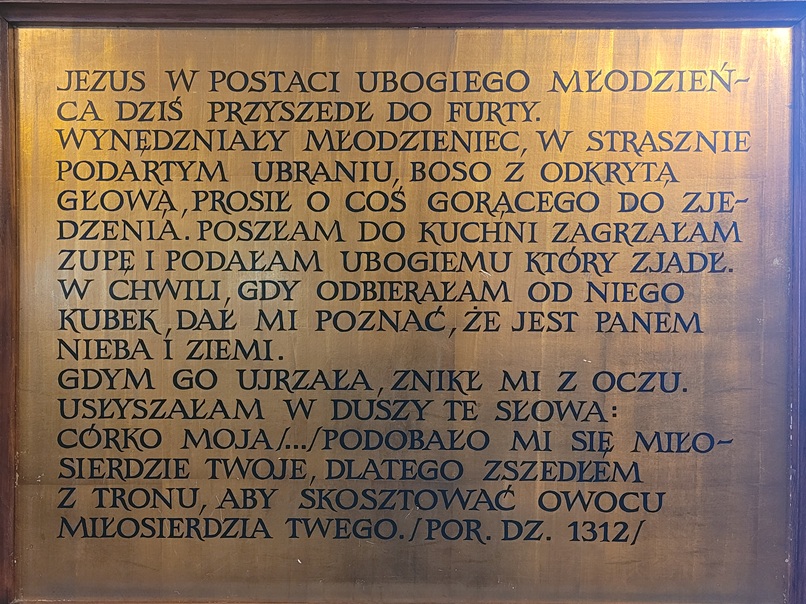 JEZUS W POSTACI UBOGIEGO MŁODZIEŃ-
CA DZIŚ PRZYSZEDŁ DO FURTY.
WYNĘDZNIAŁY MŁODZIENIEC, W STRASZNIE
PODARTYM UBRANIU, BOSO Z ODKRYTĄ
GŁOWĄ, PROSIŁ O COŚ GORĄCEGO DO ZJE-
DZENIA. POSZŁAM DO KUCHNI ZAGRZAŁAM
ZUPĘ I PODAŁAM UBOGIEMU KTÓRY ZJADŁ.
W CHWILI, GDY ODBIERAŁAM OD NIEGO
KUBEK, DAŁ MI POZNAĆ, ŻE JEST PANEM
NIEBA I ZIEMI.
GDYM GO UJRZAŁA, ZNIKŁ MI Z OCZU.
USŁYSZAŁAM W DUSZY TE SŁOWA:
CÓRKO MOJA/.../PODOBAŁO MI SIĘ MIŁO-
SIERDZIE TWOJE, DLATEGO ZSZEDŁEM
Z TRONU, ABY SKOSZTOWAĆ OWOCU
MIŁOSIERDZIA TWEGO./POR. DZ. 1312/